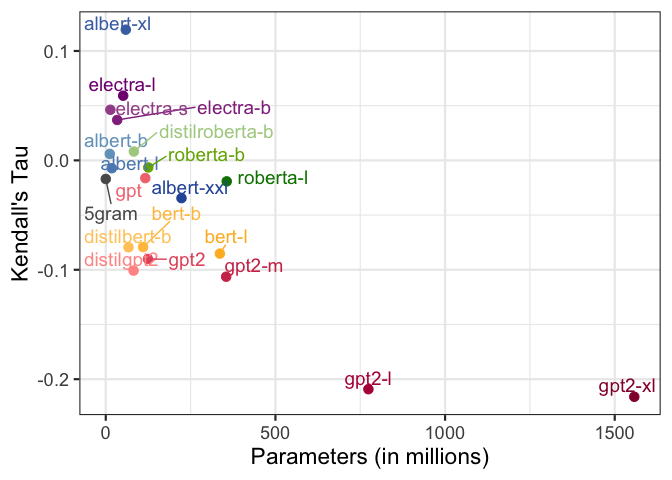 albert-xl
0.1
electra-l
electra-s
electra-b
distilroberta-b
albert-b
roberta-b
0.0
albert-l
roberta-l
gpt
albert-xxl
5gram
bert-b
distilbert-b
bert-l
distilgpt2
gpt2
gpt2-m
-0.1
gpt2-l
gpt2-xl
-0.2
Kendall's Tau
0
500
1000
1500
Parameters (in millions)